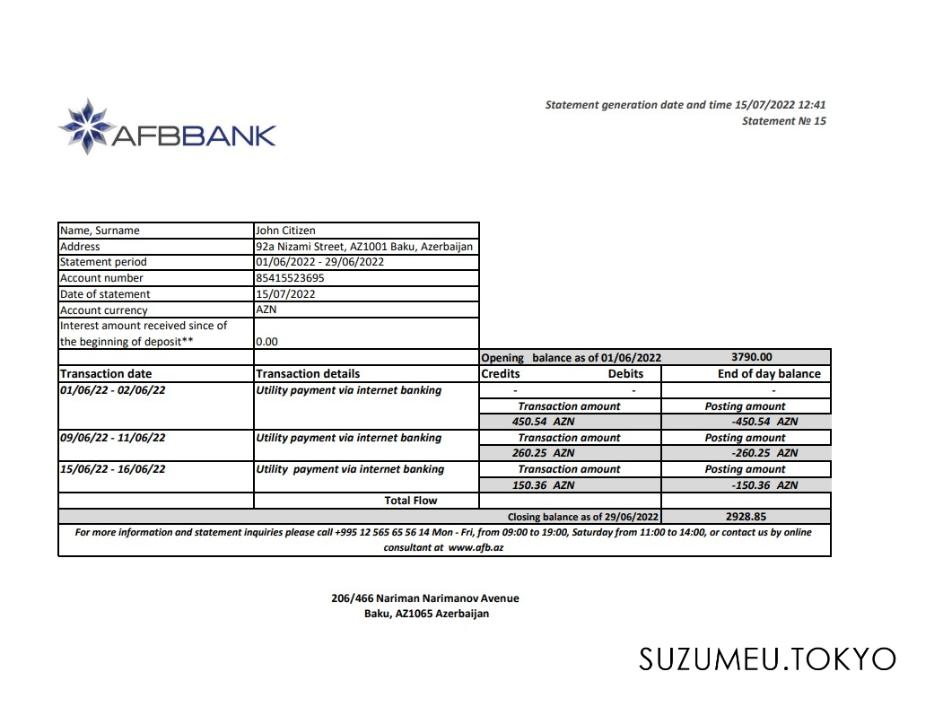 Statement generation date and time 15/07/2022 12:41
Statement № 15
AFBBANK
Name, Surname John Citizen
Address 92a Nizami Street, AZ1001 Baku, Azerbaijan
Statement period 01/06/2022 - 29/06/2022
Account number 85415523695
Date of statement 15/07/2022
Account currency AZN
Interest amount received since of
the beginning of deposit** 0.00
Opening balance as of 01/06/2022 3790.00
Transaction date Transaction details Credits Debits End of day balance
01/06/22 - 02/06/22 Utility payment via internet banking - - -
Transaction amount Posting amount
450.54 AZN -450.54 AZN
09/06/22 - 11/06/22 Utility payment via internet banking Transaction amount Posting amount
260.25 AZN -260.25 AZN
15/06/22 - 16/06/22 Utility payment via internet banking Transaction amount Posting amount
150.36 AZN -150.36 AZN
Total Flow
Closing balance as of 29/06/2022 2928.85
For more information and statement inquiries please call +995 12 565 65 56 14 Mon - Fri, from 09:00 to 19:00, Saturday from 11:00 to 14:00, or contact us by online
consultant at www.afb.az
206/466 Nariman Narimanov Avenue
Baku, AZ1065 Azerbaijan
SUZUMEU.TOKYO